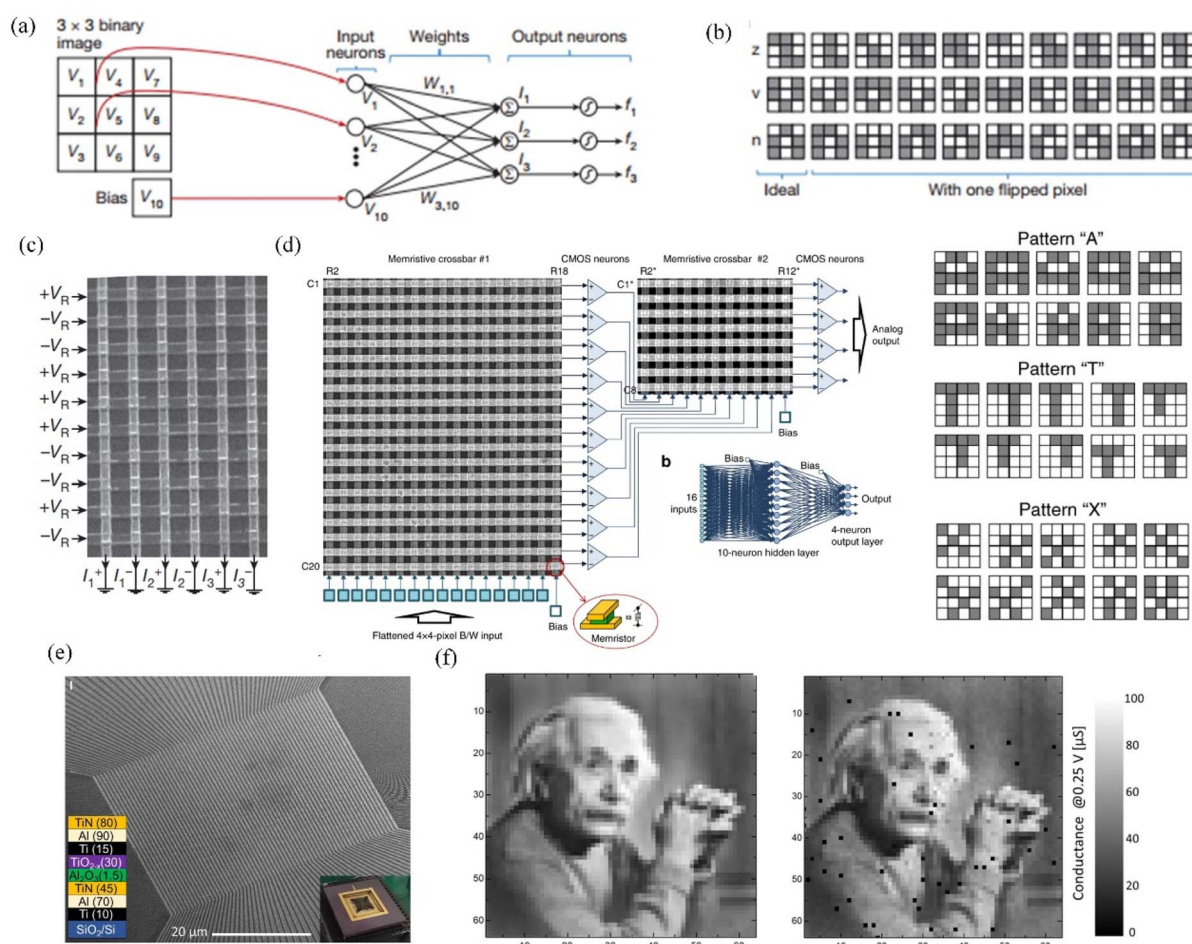 (a)
3 × 3 binary
image
V1 V4 V7
V2 V5 V8
V3 V6 V9
Bias V10
Input
neurons
Weights
Output neurons
V1
V2
V10
W1,1
W3,10
I1
I2
I3
Σ
Σ
Σ
f1
f2
f3
(b)
z
v
n
Ideal
With one flipped pixel
(c)
+VR
−VR
−VR
+VR
+VR
+VR
−VR
−VR
+VR
−VR
I1+ I1− I2+ I2− I3+ I3−
(d)
Memristive crossbar #1
CMOS neurons
Memristive crossbar #2
CMOS neurons
R2
R18
R2*
R12*
C1
C1*
C8
C20
Analog
output
Bias
Bias
Flattened 4×4-pixel B/W input
Memristor
b
Bias
Bias
16
inputs
Output
4-neuron
output layer
10-neuron hidden layer
Pattern “A”
Pattern “T”
Pattern “X”
(e)
TiN (80)
Al (90)
Ti (15)
TiO2-x(30)
Al2O3(1.5)
TiN (45)
Al (70)
Ti (10)
SiO2/Si
20 μm
(f)
10
20
30
40
50
60
10
20
30
40
50
60
Conductance @0.25 V [μS]
100
80
60
40
20
0